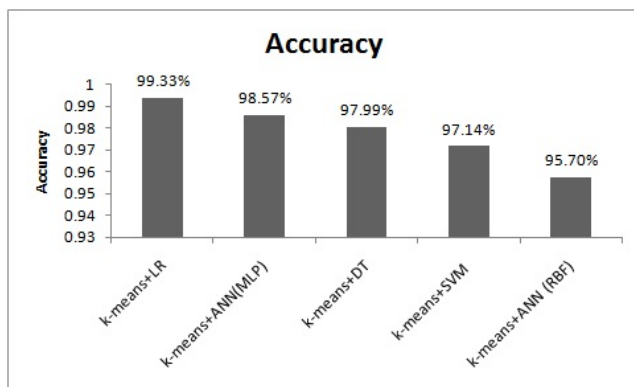 Accuracy
Accuracy
1
0.99
0.98
0.97
0.96
0.95
0.94
0.93
99.33%
98.57%
97.99%
97.14%
95.70%
k-means+LR
k-means+ANN(MLP)
k-means+DT
k-means+SVM
k-means+ANN (RBF)